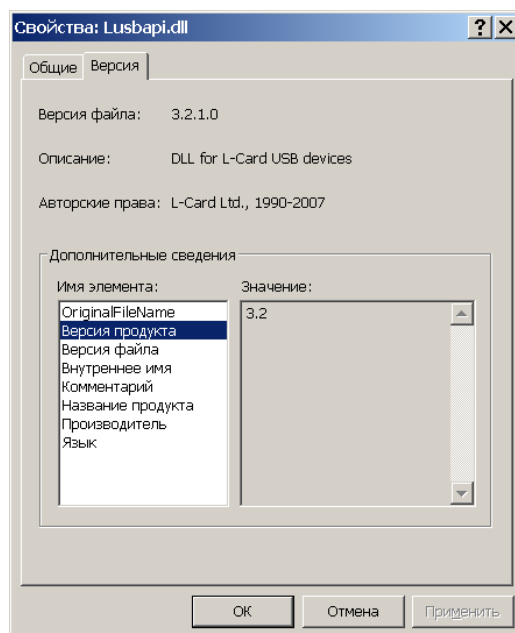 Свойства: Lusbapi.dll
Общие Версия
Версия файла: 3.2.1.0
Описание: DLL for L-Card USB devices
Авторские права: L-Card Ltd., 1990-2007
Дополнительные сведения
Имя элемента: Значение:
OriginalFileName 3.2
Версия продукта
Версия файла
Внутреннее имя
Комментарий
Название продукта
Производитель
Язык
ОК Отмена Применить